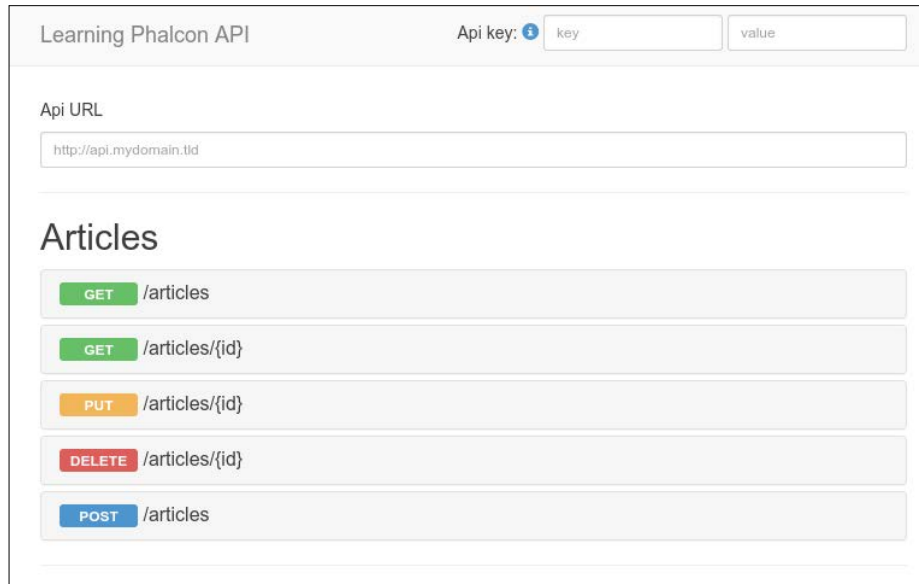 Learning Phalcon API Api key: key value
Api URL
http://api.mydomain.tld
Articles
GET /articles
GET /articles/{id}
PUT /articles/{id}
DELETE /articles/{id}
POST /articles